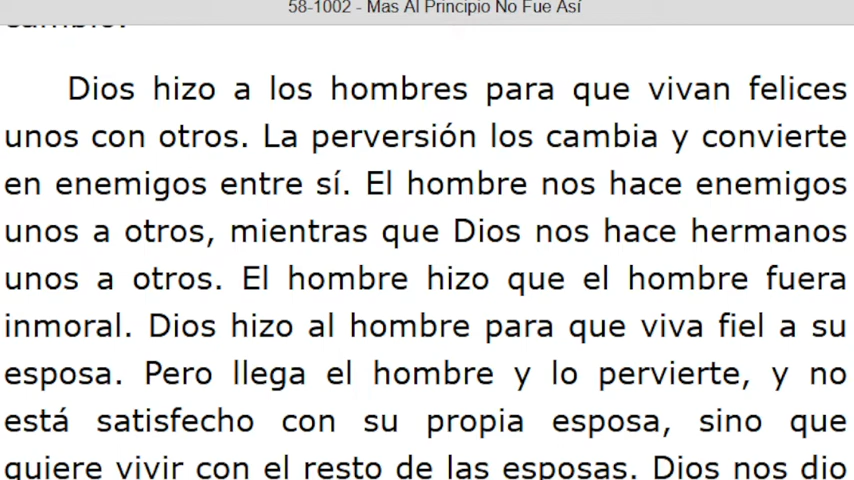 58-1002 - Mas Al Principio No Fue Así
cambio.
Dios hizo a los hombres para que vivan felices
unos con otros. La perversión los cambia y convierte
en enemigos entre sí. El hombre nos hace enemigos
unos a otros, mientras que Dios nos hace hermanos
unos a otros. El hombre hizo que el hombre fuera
inmoral. Dios hizo al hombre para que viva fiel a su
esposa. Pero llega el hombre y lo pervierte, y no
está satisfecho con su propia esposa, sino que
quiere vivir con el resto de las esposas. Dios nos dio